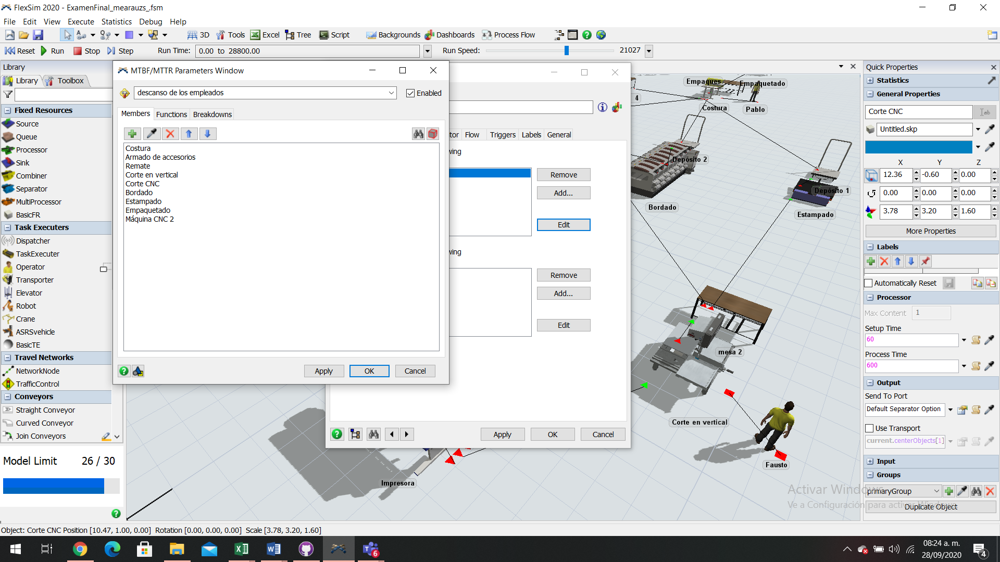 FlexSim 2020 - ExamenFinal_mearauzs_.fsm
File Edit View Execute Statistics Debug Help
3D Tools Excel Tree Script Backgrounds Dashboards Process Flow
Reset Run Stop Step Run Time: 0.00 to 28800.00 Run Speed: 21027
Library
Library Toolbox
Fixed Resources
Source
Queue
Processor
Sink
Combiner
Separator
MultiProcessor
BasicFR
Task Executers
Dispatcher
TaskExecuter
Operator
Transporter
Elevator
Robot
Crane
ASRSvehicle
BasicTE
Travel Networks
NetworkNode
TrafficControl
Conveyors
Straight Conveyor
Curved Conveyor
Join Conveyors
Model Limit 26 / 30
MTBF/MTTR Parameters Window
descanso de los empleados
Enabled
Members Functions Breakdowns
Costura
Armado de accesorios
Remate
Corte en vertical
Corte CNC
Bordado
Estampado
Empaquetado
Máquina CNC 2
Apply OK Cancel
tor Flow Triggers Labels General
wing
Remove
Add...
Edit
wing
Remove
Add...
Edit
Apply OK Cancel
Empaques
Empaquetado
4
Costura
Pablo
Depósito 2
Depósito 1
Bordado
Estampado
mesa 2
Corte en vertical
Fausto
Impresora
Quick Properties
Statistics
General Properties
Corte CNC
Untitled.skp
X Y Z
12.36 -0.60 0.00
0.00 0.00 0.00
3.78 3.20 1.60
More Properties
Labels
Automatically Reset
Processor
Max Content 1
Setup Time
60
Process Time
600
Output
Send To Port
Default Separator Option
Use Transport
current.centerObjects[1]
Input
Groups
primaryGroup
Duplicate Object
Activar Windows
Ve a Configuración para activar Windows.
Object: Corte CNC Position [10.47, 1.00, 0.00] Rotation [0.00, 0.00, 0.00] Scale [3.78, 3.20, 1.60]
6
08:24 a. m.
28/09/2020
4